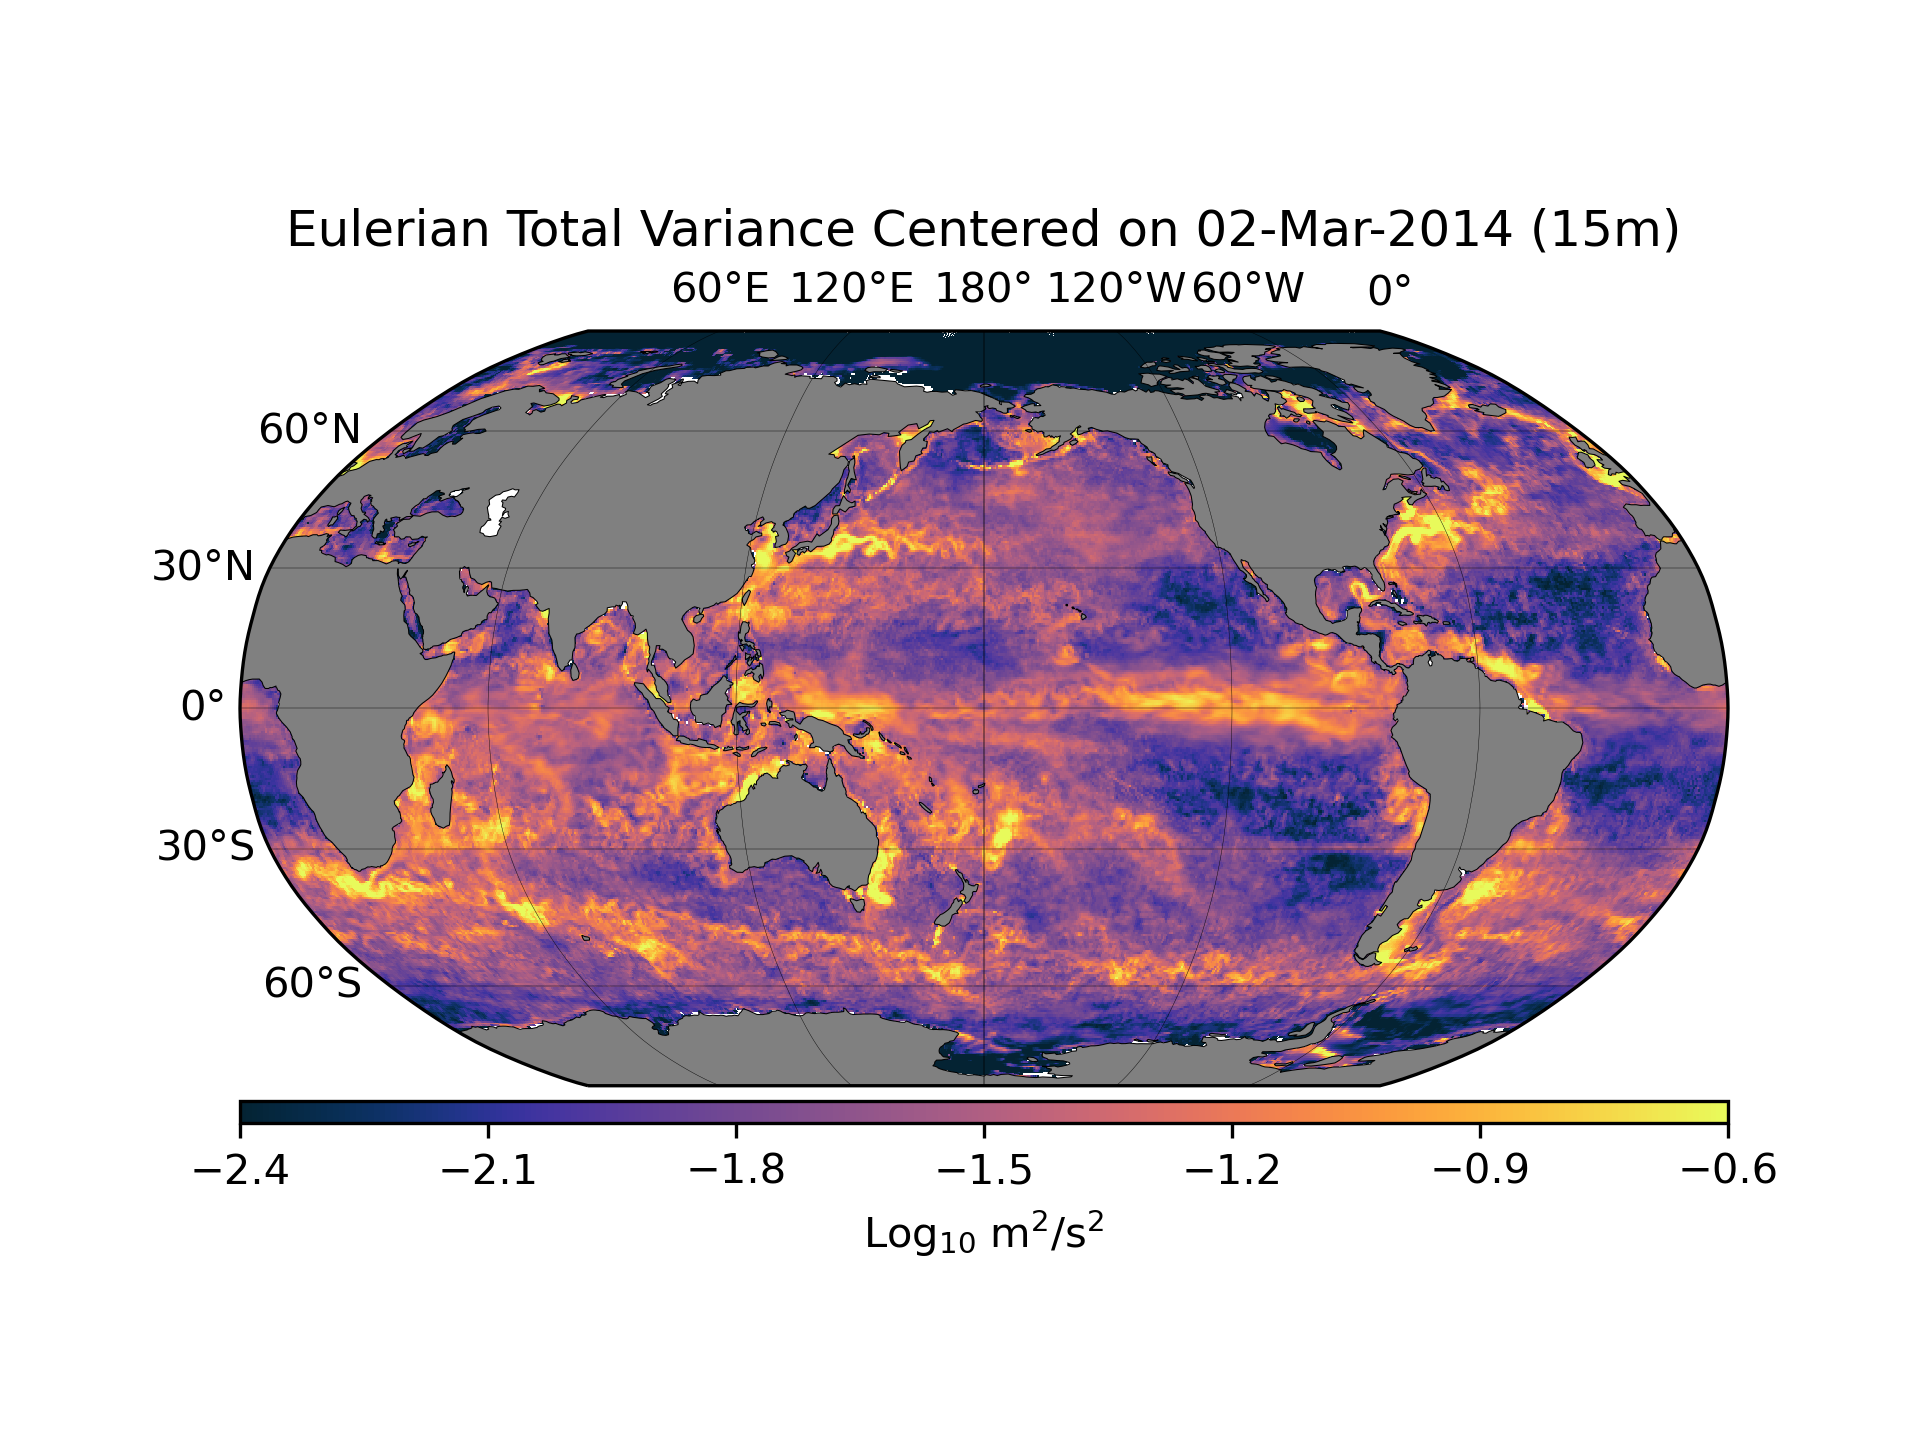 Eulerian Total Variance Centered on 02-Mar-2014 (15m)
60°E 120°E 180° 120°W 60°W 0°
60°N
30°N
0°
30°S
60°S
−2.4 −2.1 −1.8 −1.5 −1.2 −0.9 −0.6
Log₁₀ m²/s²